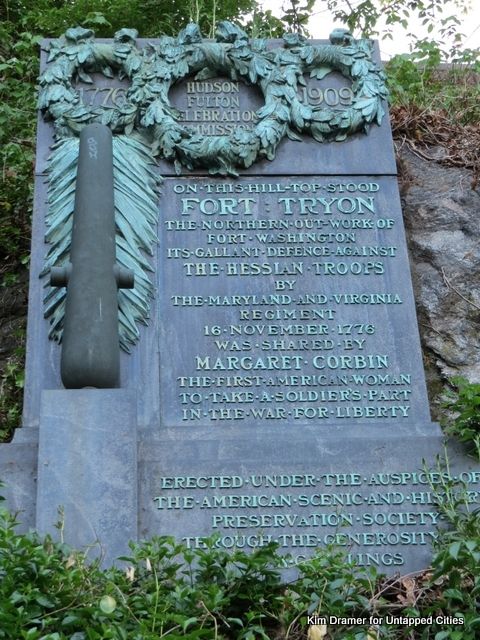 1776
HUDSON
FULTON
CELEBRATION
COMMISSION
1909
ON·THIS·HILL·TOP·STOOD
FORT : TRYON
THE·NORTHERN·OUT·WORK·OF
FORT·WASHINGTON
ITS·GALLANT·DEFENCE·AGAINST
THE·HESSIAN·TROOPS
BY
THE·MARYLAND·AND·VIRGINIA
REGIMENT
16·NOVEMBER·1776
WAS·SHARED·BY
MARGARET·CORBIN
THE·FIRST·AMERICAN·WOMAN
TO·TAKE·A·SOLDIER'S·PART
IN·THE·WAR·FOR·LIBERTY
ERECTED·UNDER·THE·AUSPICES·OF
THE·AMERICAN·SCENIC·AND·HISTORI
PRESERVATION·SOCIETY
THROUGH·THE·GENEROSITY
LINGS
Kim Dramer for Untapped Cities